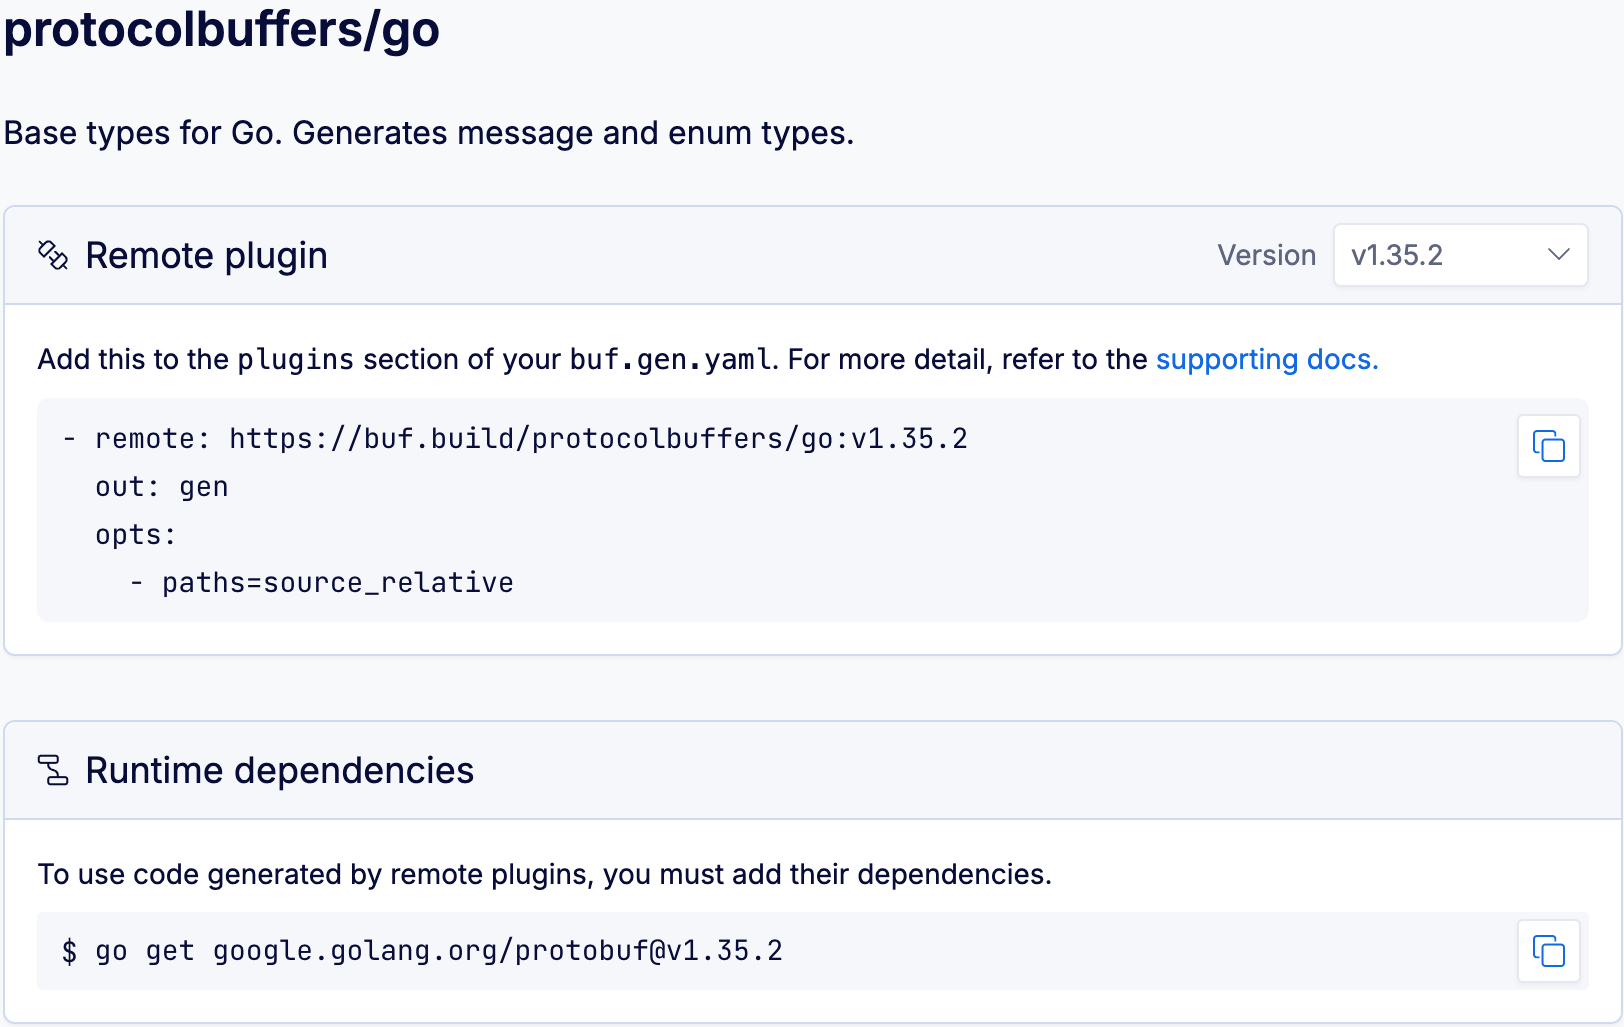 protocolbuffers/go
Base types for Go. Generates message and enum types.
Remote plugin
Version
v1.35.2
Add this to the plugins section of your buf.gen.yaml. For more detail, refer to the supporting docs.
- remote: https://buf.build/protocolbuffers/go:v1.35.2
  out: gen
  opts:
    - paths=source_relative
Runtime dependencies
To use code generated by remote plugins, you must add their dependencies.
$ go get google.golang.org/protobuf@v1.35.2